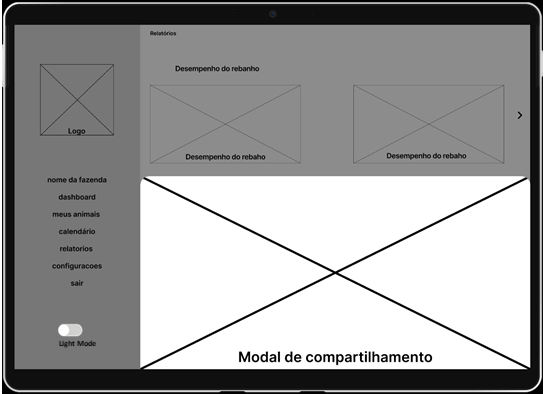 Relatórios
Desempenho do rebanho
Logo
Desempenho do rebaho
Desempenho do rebaho
nome da fazenda
dashboard
meus animais
calendário
relatorios
configuracoes
sair
Light Mode
Modal de compartilhamento